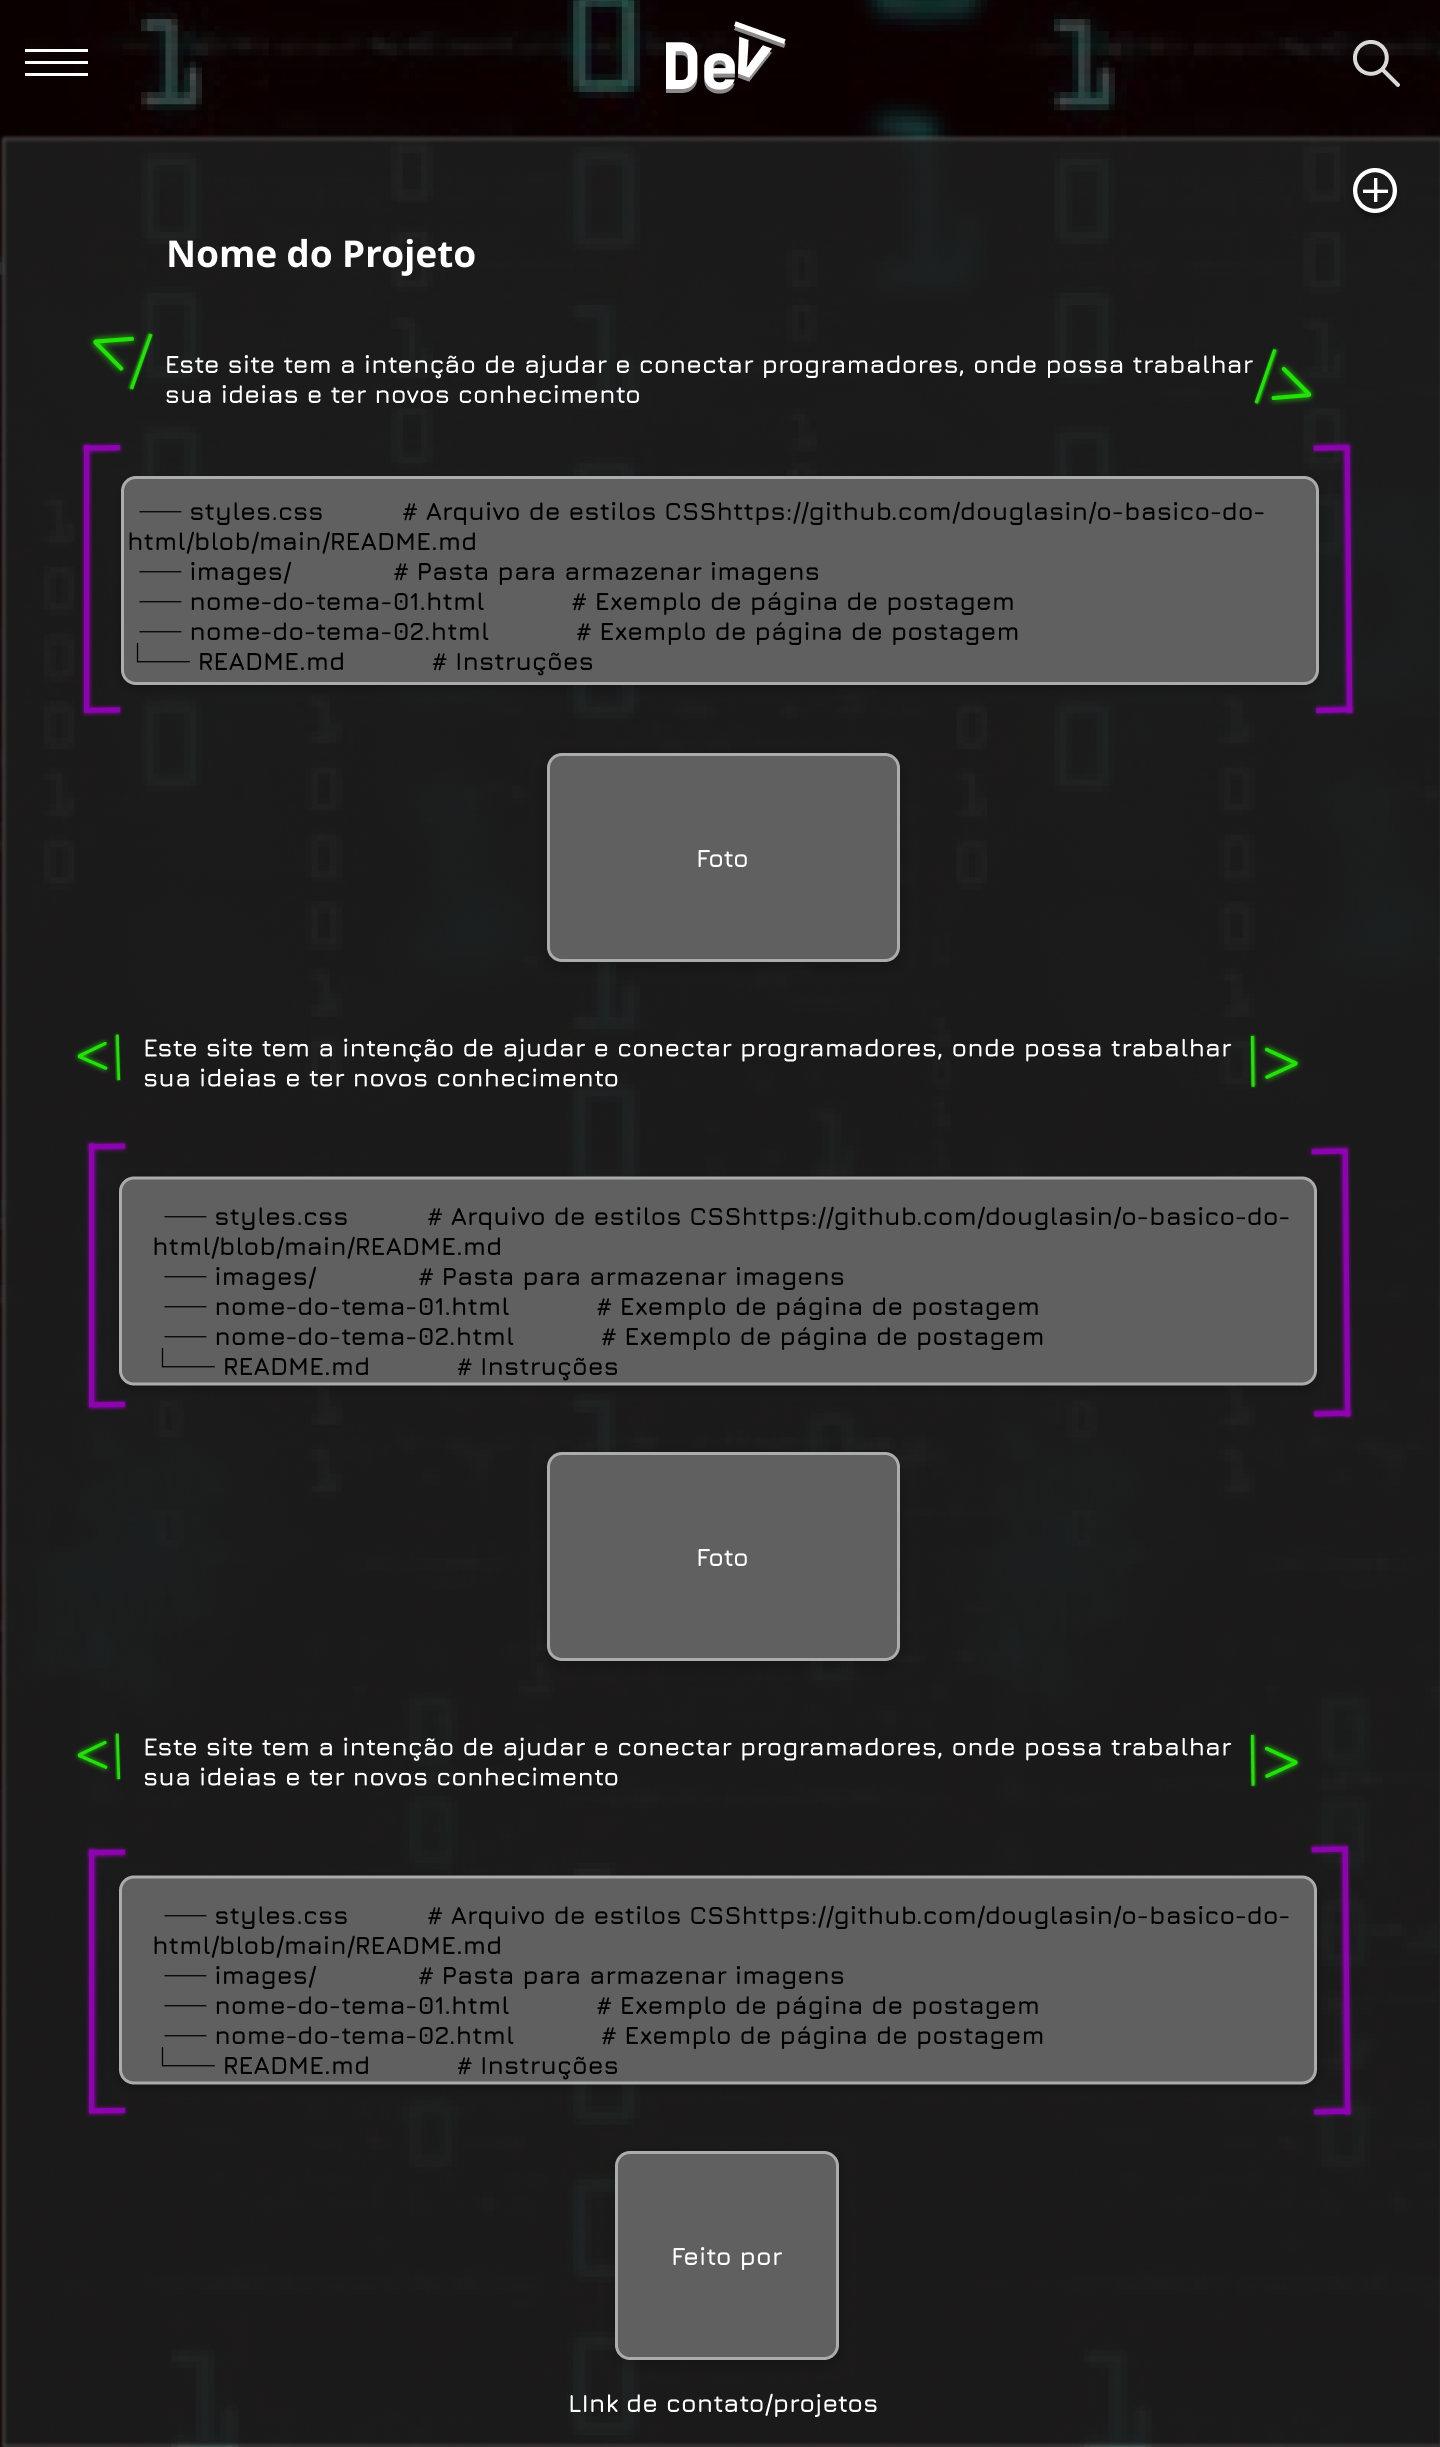 DeV
Nome do Projeto
</ Este site tem a intenção de ajudar e conectar programadores, onde possa trabalhar />
sua ideias e ter novos conhecimento
── styles.css # Arquivo de estilos CSShttps://github.com/douglasin/o-basico-do-
html/blob/main/README.md
── images/ # Pasta para armazenar imagens
── nome-do-tema-01.html # Exemplo de página de postagem
── nome-do-tema-02.html # Exemplo de página de postagem
└── README.md # Instruções
Foto
<| Este site tem a intenção de ajudar e conectar programadores, onde possa trabalhar |>
sua ideias e ter novos conhecimento
── styles.css # Arquivo de estilos CSShttps://github.com/douglasin/o-basico-do-
html/blob/main/README.md
── images/ # Pasta para armazenar imagens
── nome-do-tema-01.html # Exemplo de página de postagem
── nome-do-tema-02.html # Exemplo de página de postagem
└── README.md # Instruções
Foto
<| Este site tem a intenção de ajudar e conectar programadores, onde possa trabalhar |>
sua ideias e ter novos conhecimento
── styles.css # Arquivo de estilos CSShttps://github.com/douglasin/o-basico-do-
html/blob/main/README.md
── images/ # Pasta para armazenar imagens
── nome-do-tema-01.html # Exemplo de página de postagem
── nome-do-tema-02.html # Exemplo de página de postagem
└── README.md # Instruções
Feito por
LInk de contato/projetos